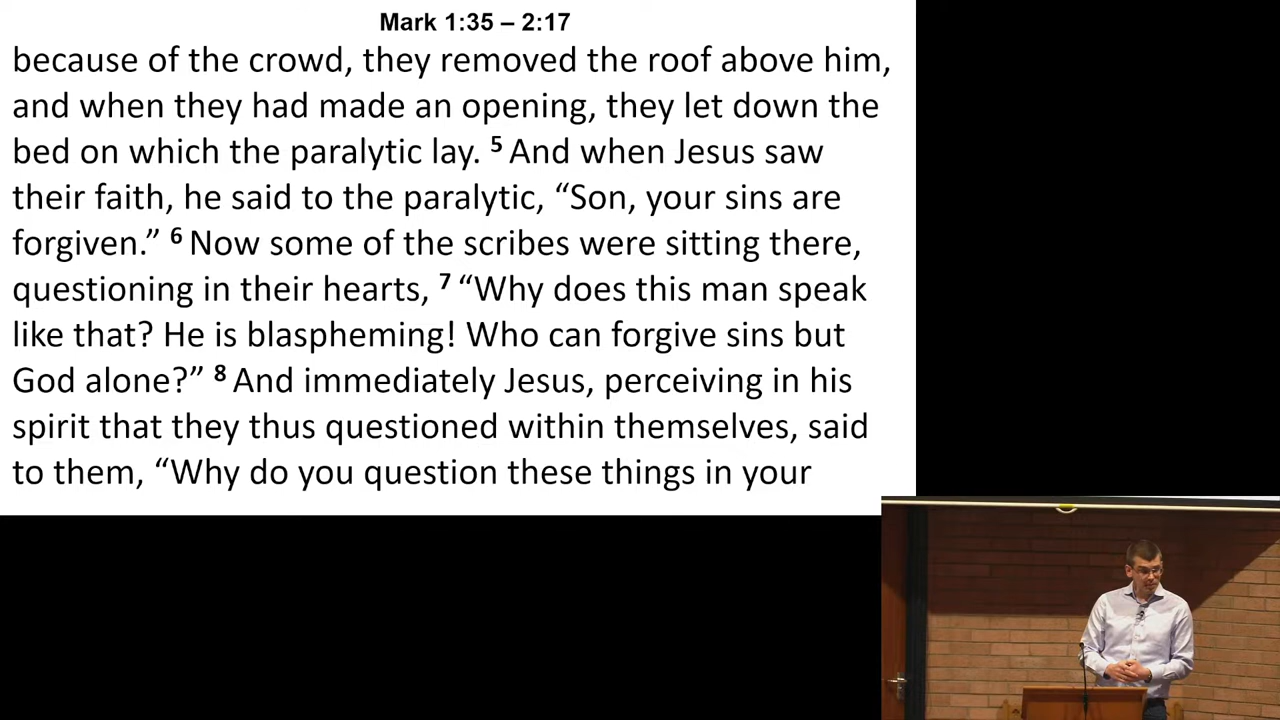 Mark 1:35 – 2:17
because of the crowd, they removed the roof above him,
and when they had made an opening, they let down the
bed on which the paralytic lay. 5 And when Jesus saw
their faith, he said to the paralytic, “Son, your sins are
forgiven.” 6 Now some of the scribes were sitting there,
questioning in their hearts, 7 “Why does this man speak
like that? He is blaspheming! Who can forgive sins but
God alone?” 8 And immediately Jesus, perceiving in his
spirit that they thus questioned within themselves, said
to them, “Why do you question these things in your